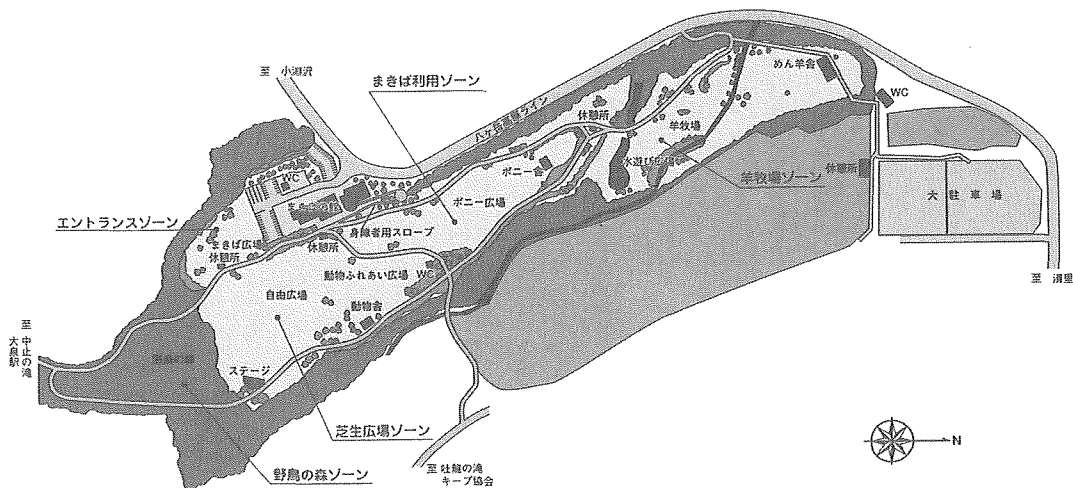 至 小淵沢
まきば利用ゾーン
めん羊舎
WC
八ヶ岳高原ライン
休憩所
羊牧場
水遊び広場
羊牧場ゾーン
ポニー
ポニー広場
休憩所
大駐車場
WC
エントランスゾーン
身障者用スロープ
まきば広場
休憩所
休憩所
動物ふれあい広場
WC
至 清里
自由広場
動物舎
至 中止の滝
大泉駅
ステージ
芝生広場ゾーン
野鳥の森ゾーン
至 吐竜の滝
キープ協会
N